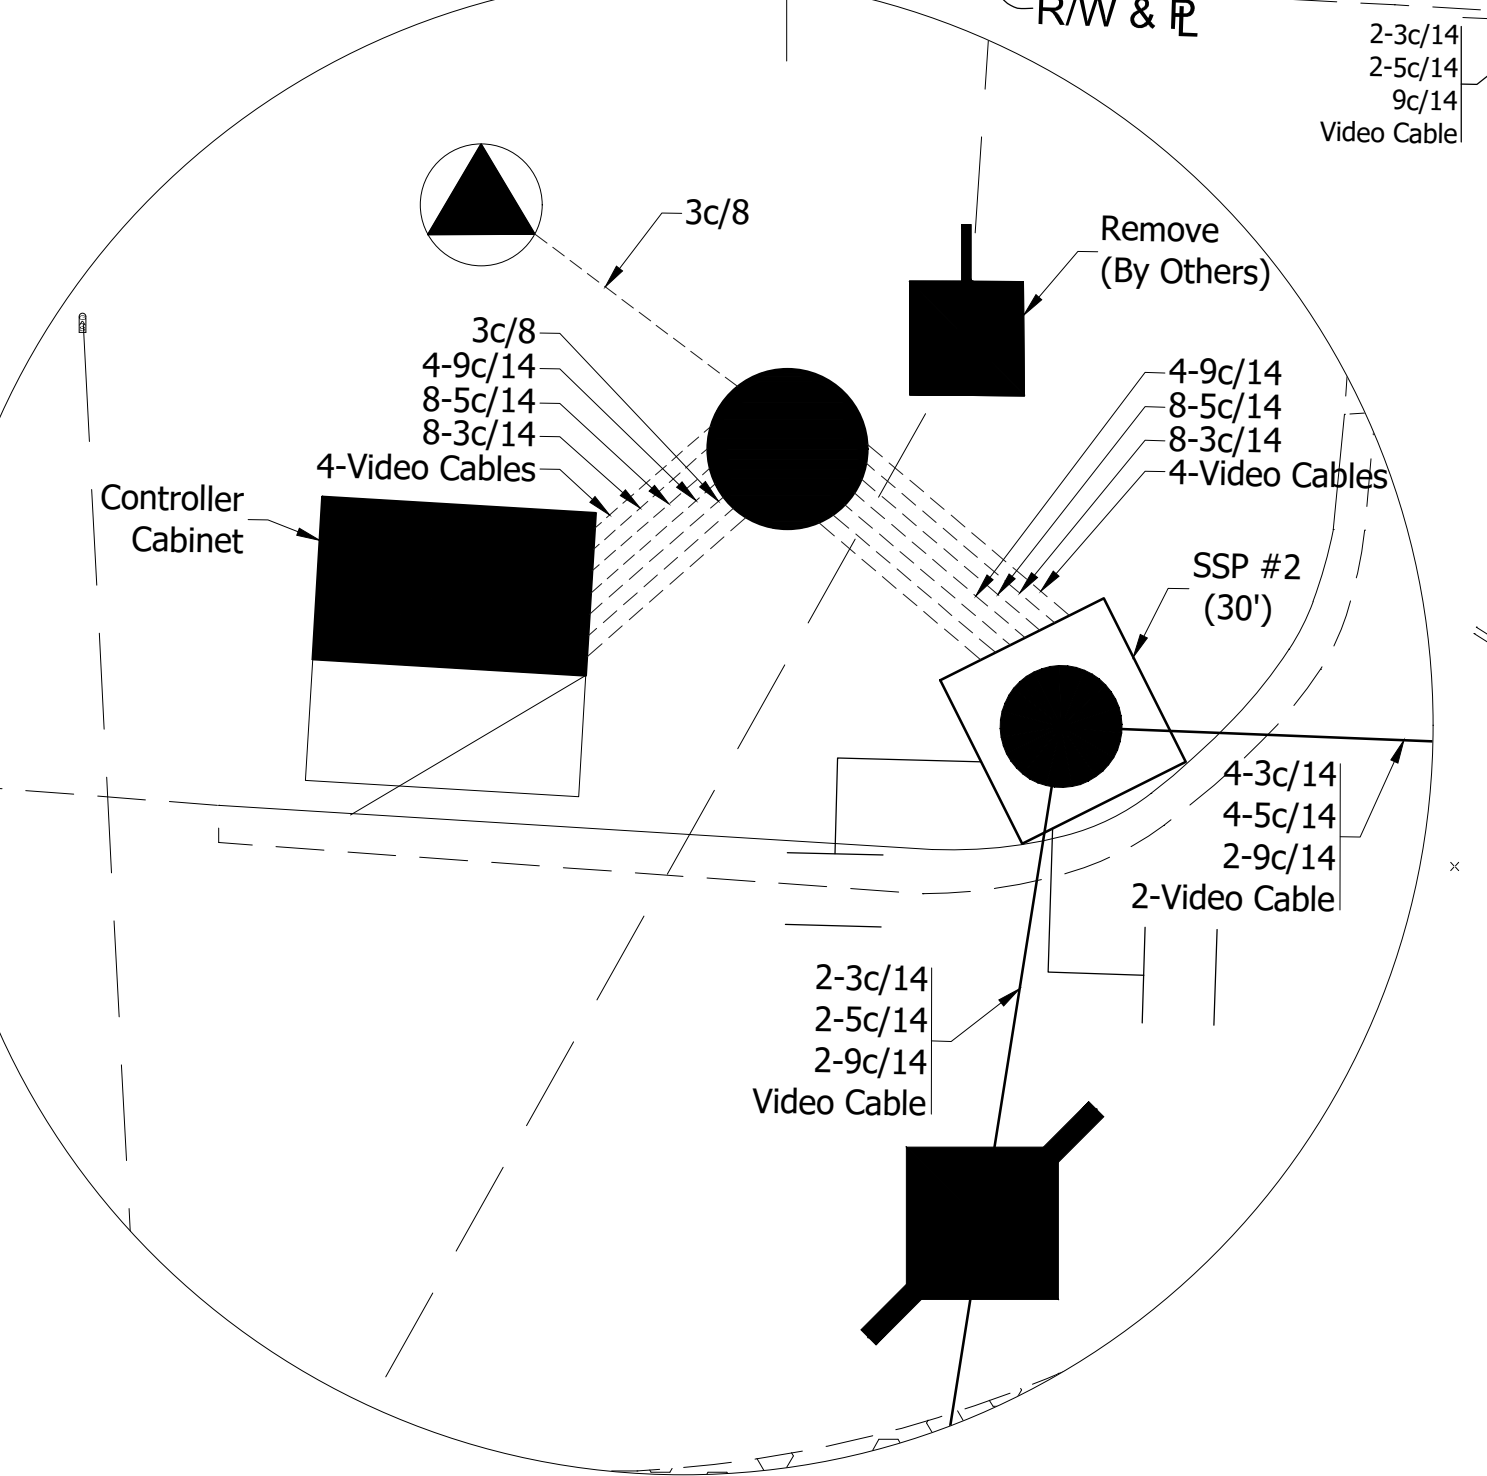 R/W & PL
2-3c/14
2-5c/14
9c/14
Video Cable
3c/8
Remove
(By Others)
3c/8
4-9c/14
8-5c/14
8-3c/14
4-Video Cables
4-9c/14
8-5c/14
8-3c/14
4-Video Cables
Controller
Cabinet
SSP #2
(30')
4-3c/14
4-5c/14
2-9c/14
2-Video Cable
2-3c/14
2-5c/14
2-9c/14
Video Cable